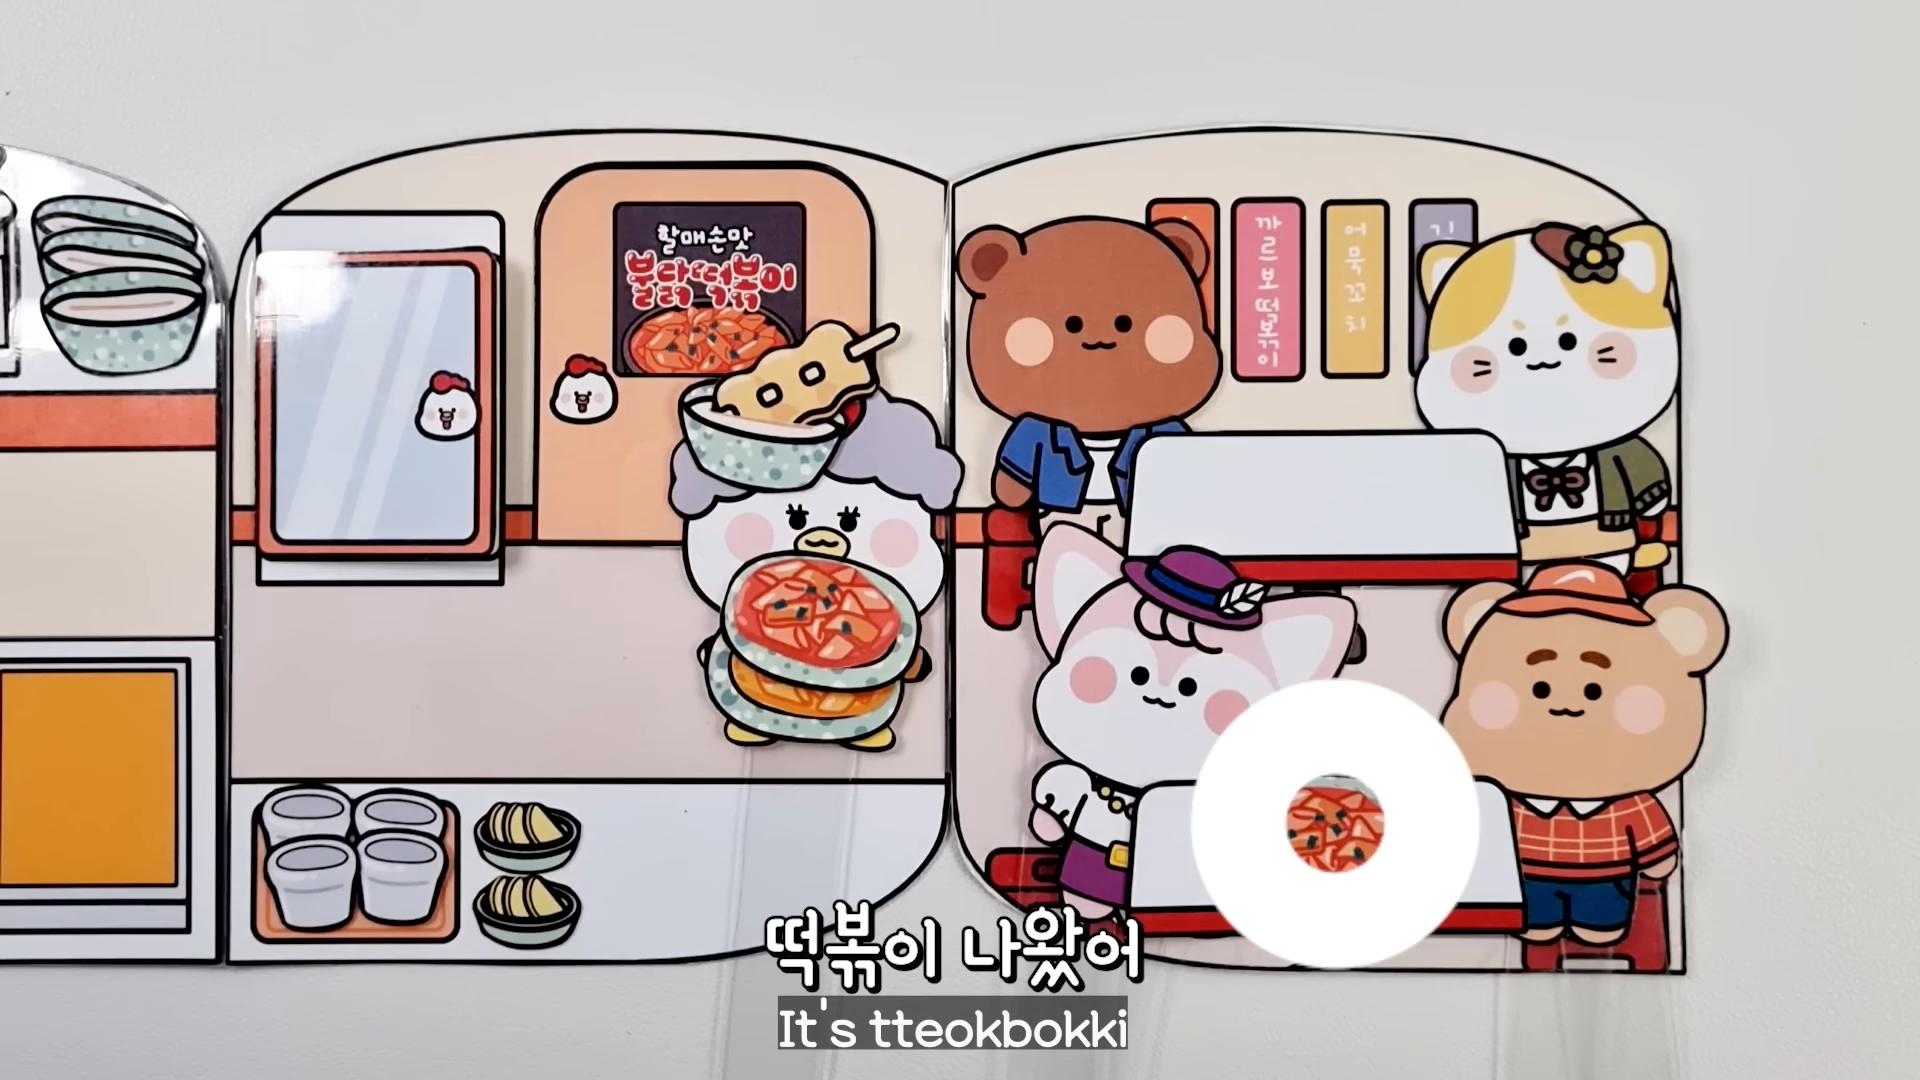 할매손맛
불닭떡볶이
까르보떡볶이
어묵꼬치
떡볶이 나왔어
It's tteokbokki